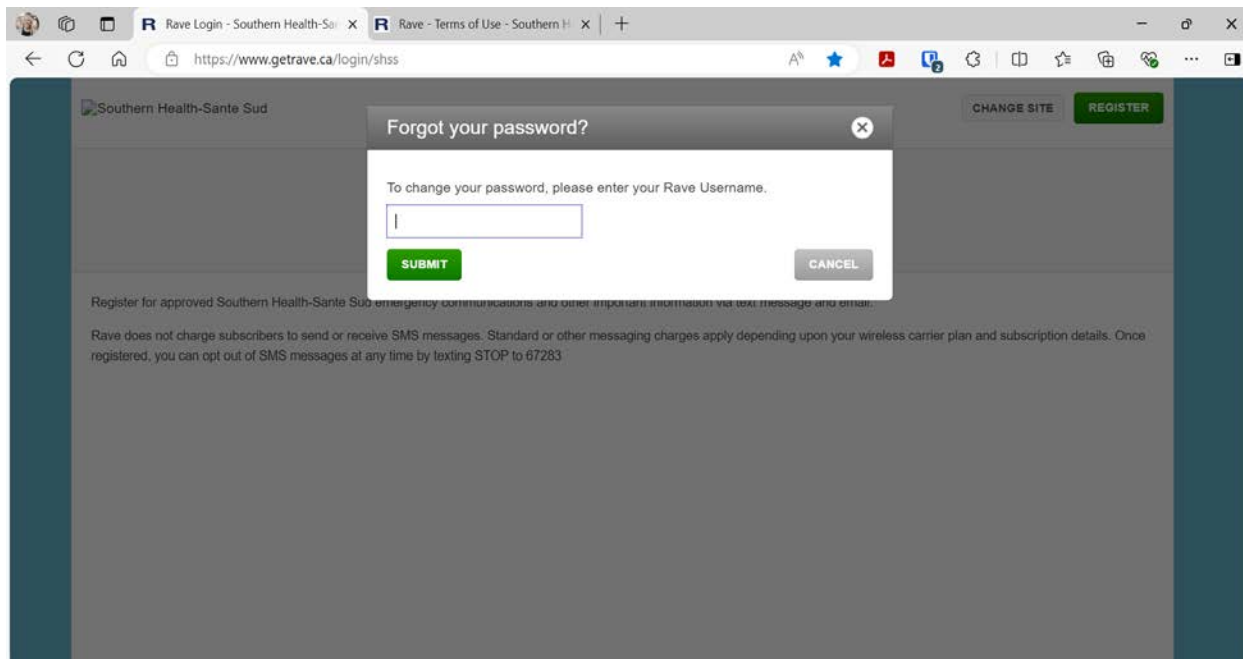 Rave Login - Southern Health-Sa
Rave - Terms of Use - Southern H
https://www.getrave.ca/login/shss
2
Southern Health-Sante Sud
CHANGE SITE
REGISTER
Forgot your password?
To change your password, please enter your Rave Username.
SUBMIT
CANCEL
Register for approved Southern Health-Sante Sud emergency communications and other important information via text message and email.
Rave does not charge subscribers to send or receive SMS messages. Standard or other messaging charges apply depending upon your wireless carrier plan and subscription details. Once
registered, you can opt out of SMS messages at any time by texting STOP to 67283